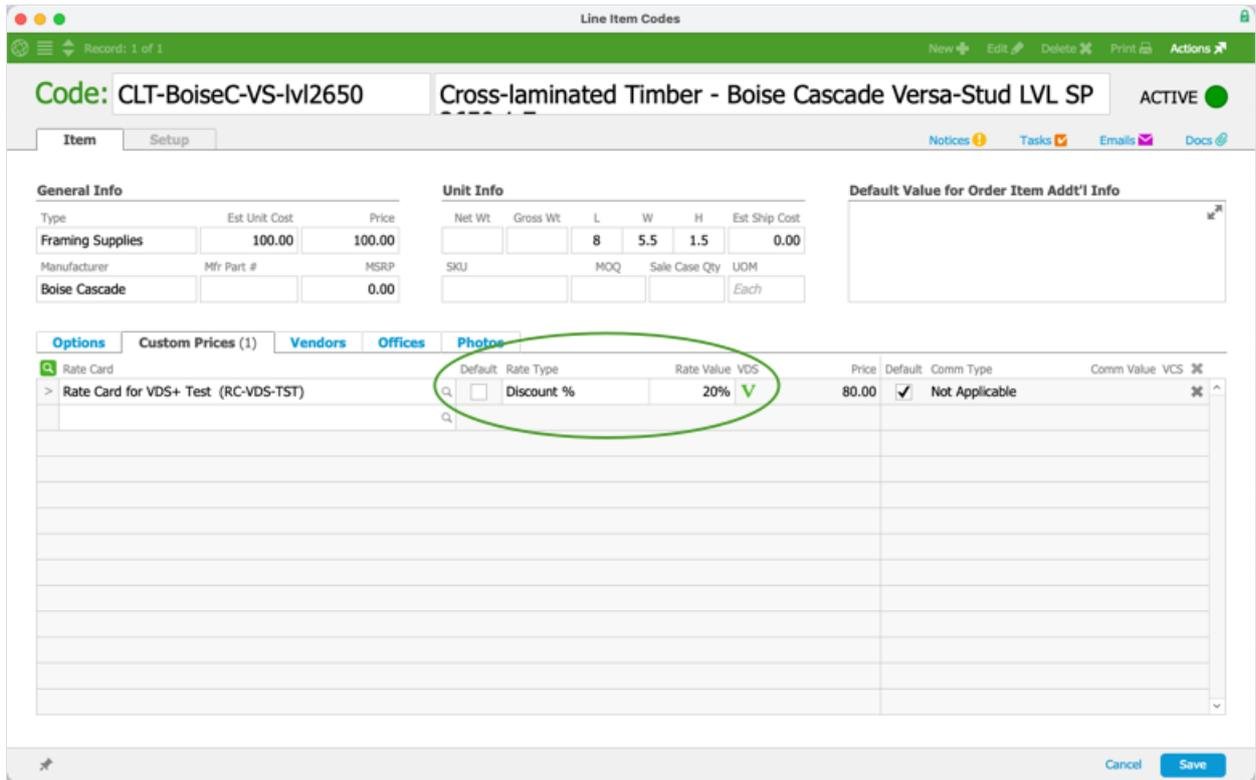 Line Item Codes
Record: 1 of 1 New Edit Delete Print Actions
Code: CLT-BoiseC-VS-lvl2650 Cross-laminated Timber - Boise Cascade Versa-Stud LVL SP ACTIVE
Item Setup Notices Tasks Emails Docs
General Info Unit Info Default Value for Order Item Addt'l Info
Type Est Unit Cost Price Net Wt Gross Wt L W H Est Ship Cost
Framing Supplies 100.00 100.00 8 5.5 1.5 0.00
Manufacturer Mfr Part # MSRP SKU MOQ Sale Case Qty UOM
Boise Cascade 0.00 Each
Options Custom Prices (1) Vendors Offices Photos
Rate Card Default Rate Type Rate Value VDS Price Default Comm Type Comm Value VCS
> Rate Card for VDS+ Test (RC-VDS-TST) Discount % 20% V 80.00 Not Applicable
Cancel Save